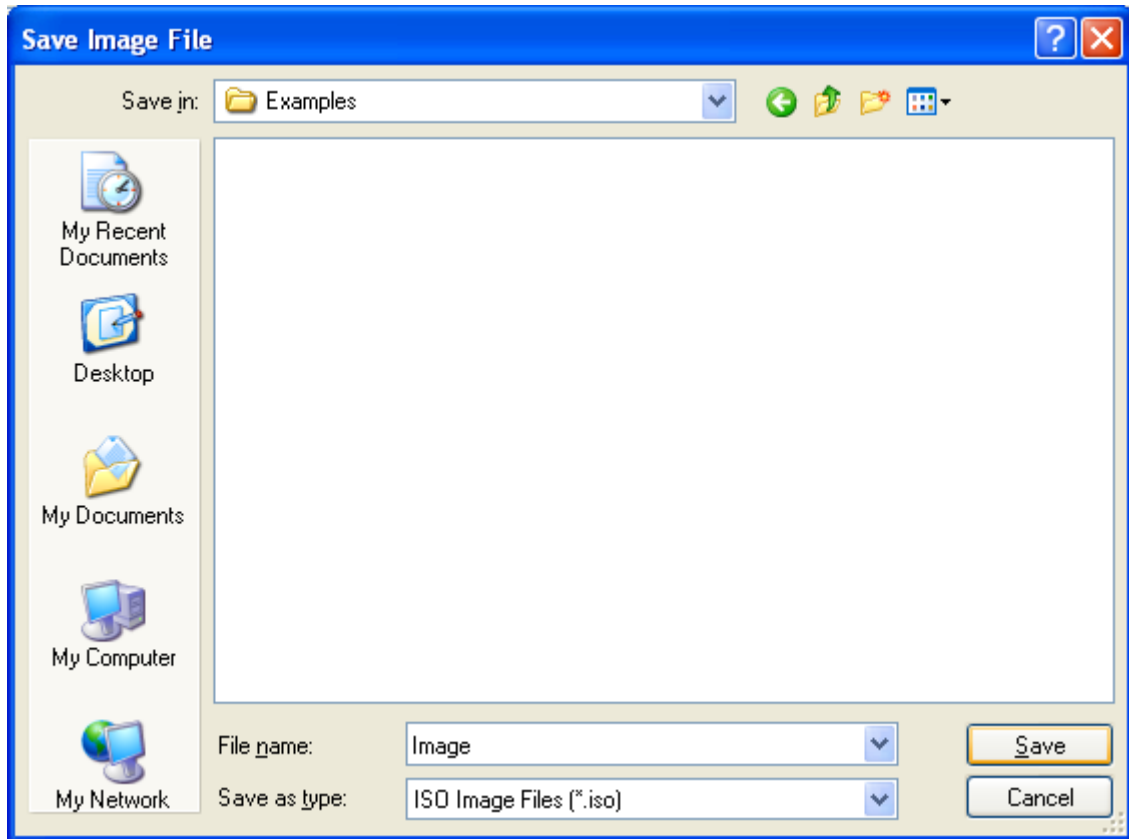 Save Image File
Save in: Examples
My Recent
Documents
Desktop
My Documents
My Computer
My Network
File name: Image Save
Save as type: ISO Image Files (*.iso) Cancel